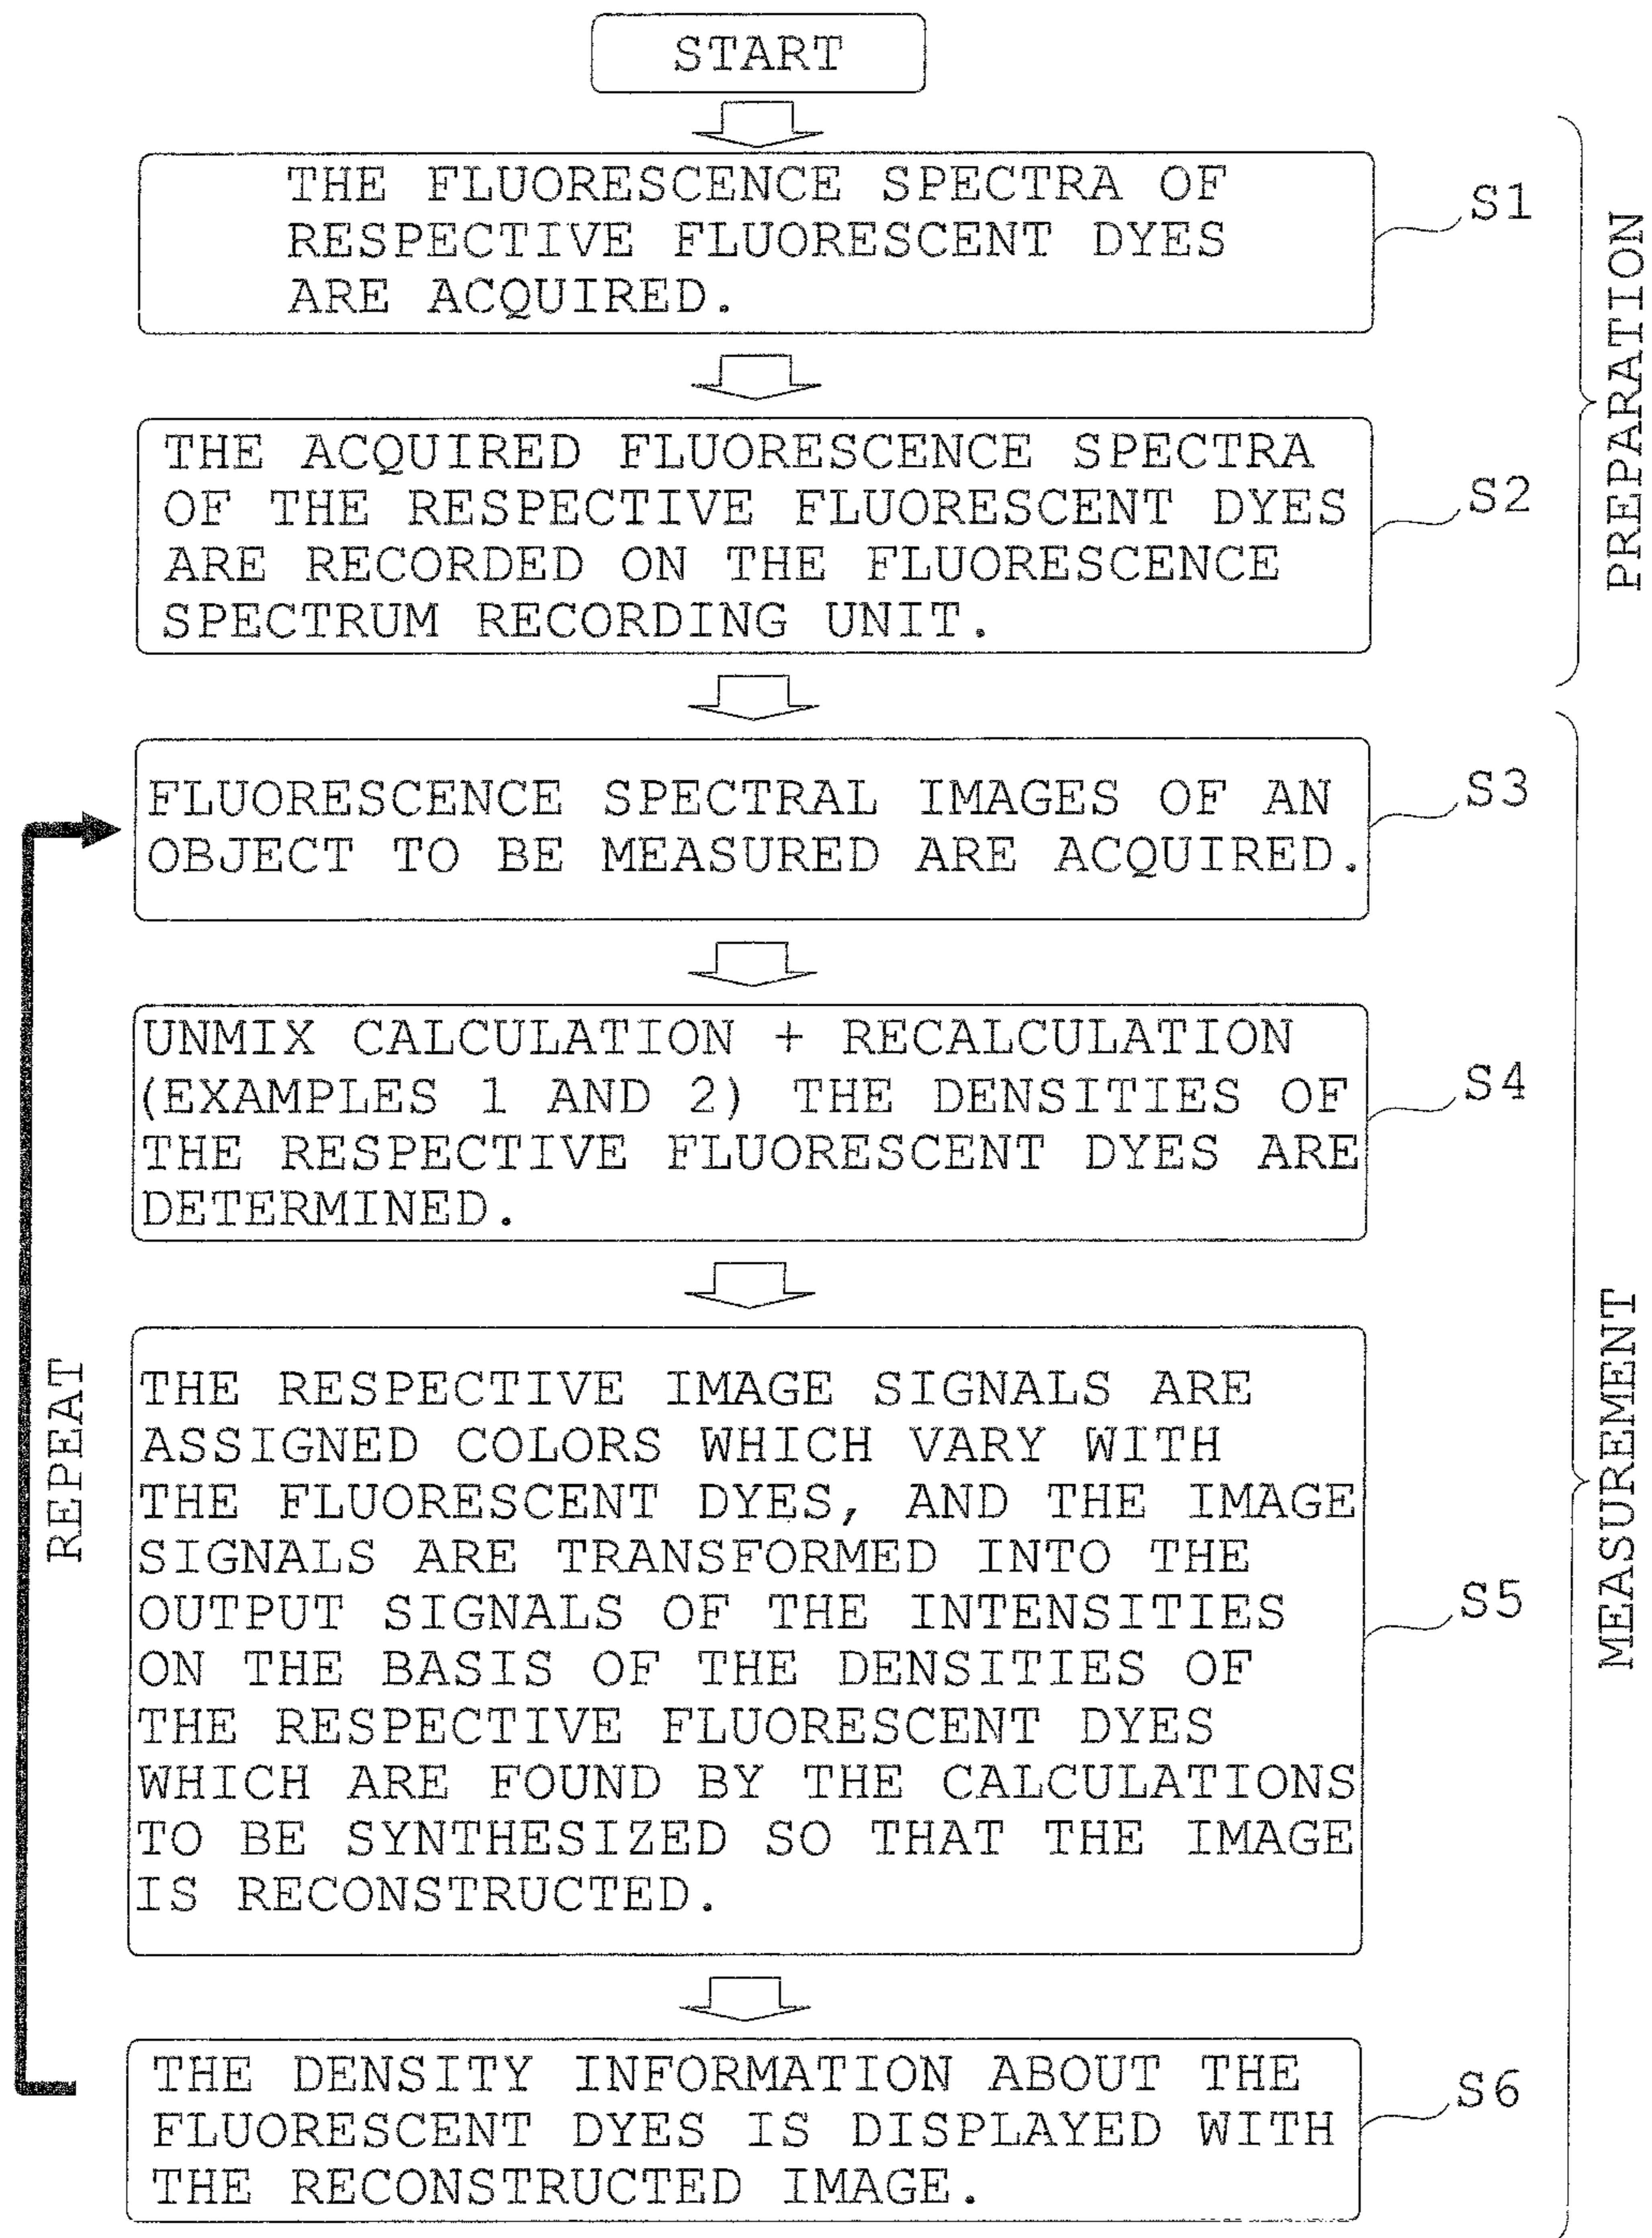 START
THE FLUORESCENCE SPECTRA OF
RESPECTIVE FLUORESCENT DYES
ARE ACQUIRED.
S1
THE ACQUIRED FLUORESCENCE SPECTRA
OF THE RESPECTIVE FLUORESCENT DYES
ARE RECORDED ON THE FLUORESCENCE
SPECTRUM RECORDING UNIT.
S2
PREPARATION
FLUORESCENCE SPECTRAL IMAGES OF AN
OBJECT TO BE MEASURED ARE ACQUIRED.
S3
UNMIX CALCULATION + RECALCULATION
(EXAMPLES 1 AND 2) THE DENSITIES OF
THE RESPECTIVE FLUORESCENT DYES ARE
DETERMINED.
S4
THE RESPECTIVE IMAGE SIGNALS ARE
ASSIGNED COLORS WHICH VARY WITH
THE FLUORESCENT DYES, AND THE IMAGE
SIGNALS ARE TRANSFORMED INTO THE
OUTPUT SIGNALS OF THE INTENSITIES
ON THE BASIS OF THE DENSITIES OF
THE RESPECTIVE FLUORESCENT DYES
WHICH ARE FOUND BY THE CALCULATIONS
TO BE SYNTHESIZED SO THAT THE IMAGE
IS RECONSTRUCTED.
S5
THE DENSITY INFORMATION ABOUT THE
FLUORESCENT DYES IS DISPLAYED WITH
THE RECONSTRUCTED IMAGE.
S6
MEASUREMENT
REPEAT